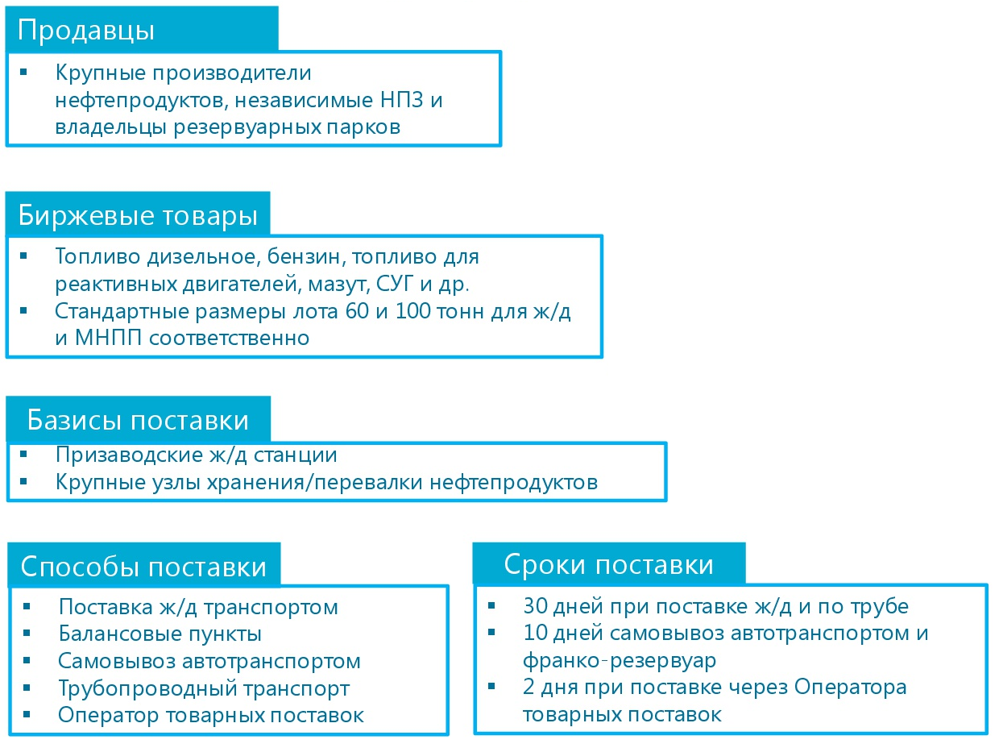 Продавцы
▪ Крупные производители
нефтепродуктов, независимые НПЗ и
владельцы резервуарных парков
Биржевые товары
▪ Топливо дизельное, бензин, топливо для
реактивных двигателей, мазут, СУГ и др.
▪ Стандартные размеры лота 60 и 100 тонн для ж/д
и МНПП соответственно
Базисы поставки
▪ Призаводские ж/д станции
▪ Крупные узлы хранения/перевалки нефтепродуктов
Способы поставки
▪ Поставка ж/д транспортом
▪ Балансовые пункты
▪ Самовывоз автотранспортом
▪ Трубопроводный транспорт
▪ Оператор товарных поставок
Сроки поставки
▪ 30 дней при поставке ж/д и по трубе
▪ 10 дней самовывоз автотранспортом и
франко-резервуар
▪ 2 дня при поставке через Оператора
товарных поставок